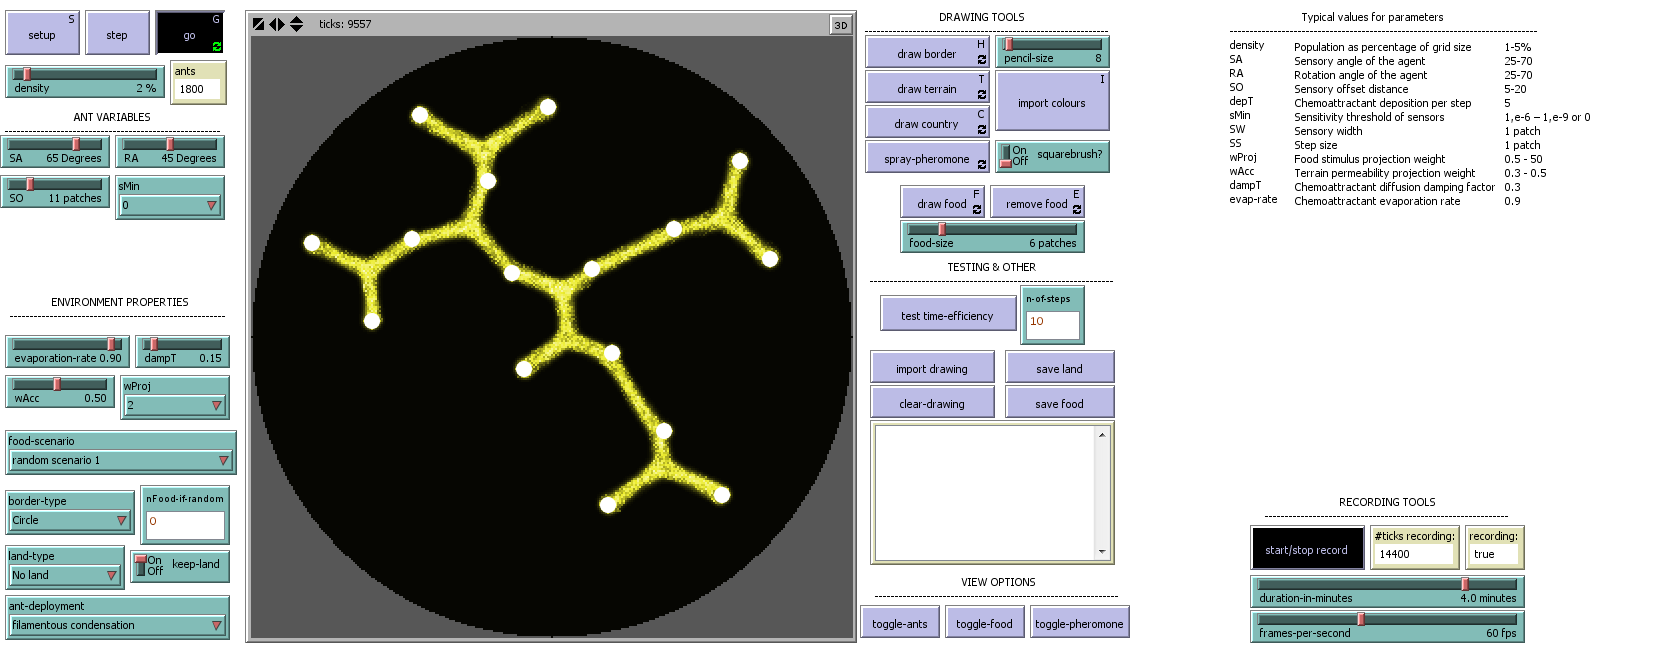 S
setup
step
G
go
density 2 %
ants
1800
ANT VARIABLES
SA 65 Degrees
RA 45 Degrees
SO 11 patches
sMin
0
ENVIRONMENT PROPERTIES
evaporation-rate 0.90
dampT 0.15
wAcc 0.50
wProj
2
food-scenario
random scenario 1
border-type
Circle
nFood-if-random
0
land-type
No land
On
Off
keep-land
ant-deployment
filamentous condensation
ticks: 9557
3D
DRAWING TOOLS
draw border H
pencil-size 8
draw terrain T
import colours I
draw country C
spray-pheromone
On
Off
squarebrush?
draw food F
remove food E
food-size 6 patches
TESTING & OTHER
test time-efficiency
n-of-steps
10
import drawing
save land
clear-drawing
save food
VIEW OPTIONS
toggle-ants
toggle-food
toggle-pheromone
Typical values for parameters
density Population as percentage of grid size 1-5%
SA Sensory angle of the agent 25-70
RA Rotation angle of the agent 25-70
SO Sensory offset distance 5-20
depT Chemoattractant deposition per step 5
sMin Sensitivity threshold of sensors 1,e-6 – 1,e-9 or 0
SW Sensory width 1 patch
SS Step size 1 patch
wProj Food stimulus projection weight 0.5 - 50
wAcc Terrain permeability projection weight 0.3 - 0.5
dampT Chemoattractant diffusion damping factor 0.3
evap-rate Chemoattractant evaporation rate 0.9
RECORDING TOOLS
start/stop record
#ticks recording:
14400
recording:
true
duration-in-minutes 4.0 minutes
frames-per-second 60 fps